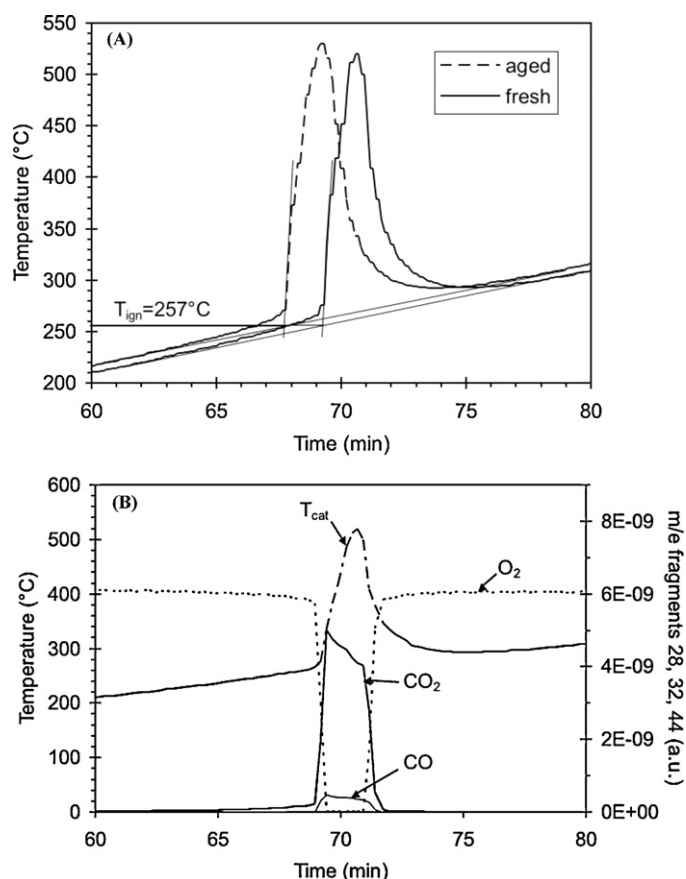 (A)
550
500
450
400
350
300
250
200
Temperature (°C)
aged
fresh
T_ign=257°C
60
65
70
75
80
Time (min)
(B)
600
500
400
300
200
100
0
Temperature (°C)
T_cat
O₂
CO₂
CO
8E-09
6E-09
4E-09
2E-09
0E+00
m/e fragments 28, 32, 44 (a.u.)
60
65
70
75
80
Time (min)